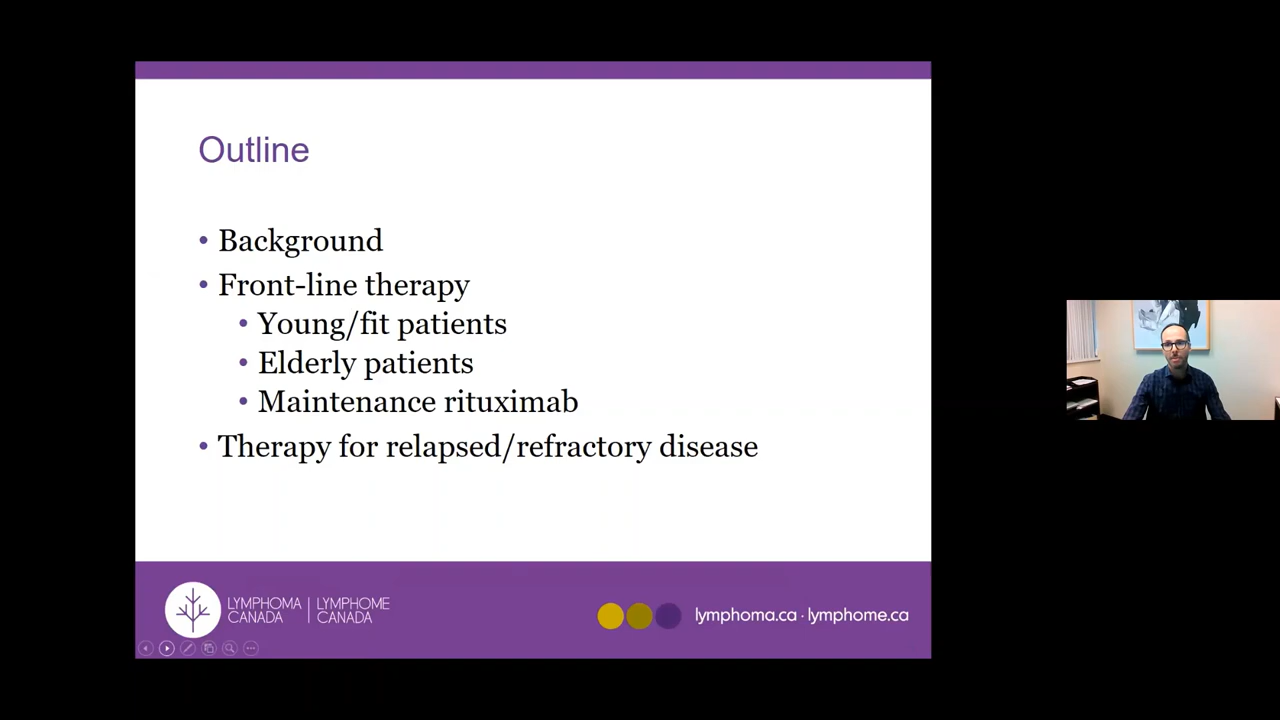 Outline
• Background
• Front-line therapy
• Young/fit patients
• Elderly patients
• Maintenance rituximab
• Therapy for relapsed/refractory disease
LYMPHOMA | LYMPHOME
CANADA | CANADA
lymphoma.ca · lymphome.ca